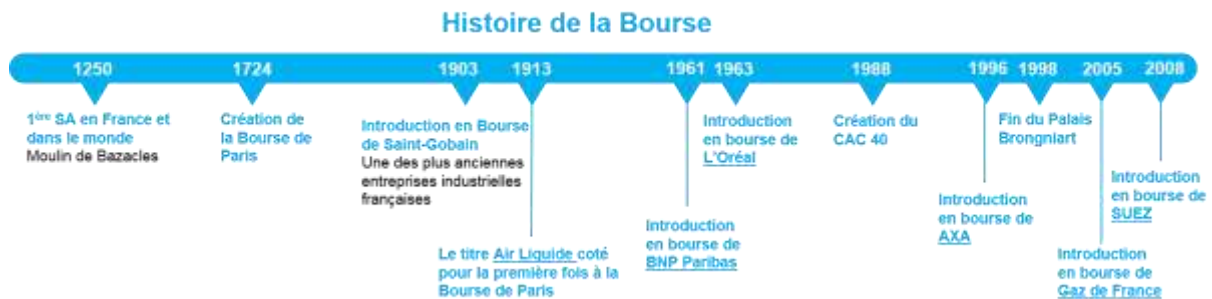 Histoire de la Bourse
1250
1724
1903
1913
1961
1963
1988
1996
1998
2005
2008
1ère SA en France et
dans le monde
Moulin de Bazacles
Création de
la Bourse de
Paris
Introduction en Bourse
de Saint-Gobain
Une des plus anciennes
entreprises industrielles
françaises
Le titre Air Liquide coté
pour la première fois à la
Bourse de Paris
Introduction
en bourse de
BNP Paribas
Introduction
en bourse de
L'Oréal
Création du
CAC 40
Introduction
en bourse de
AXA
Fin du Palais
Brongniart
Introduction
en bourse de
Gaz de France
Introduction
en bourse de
SUEZ